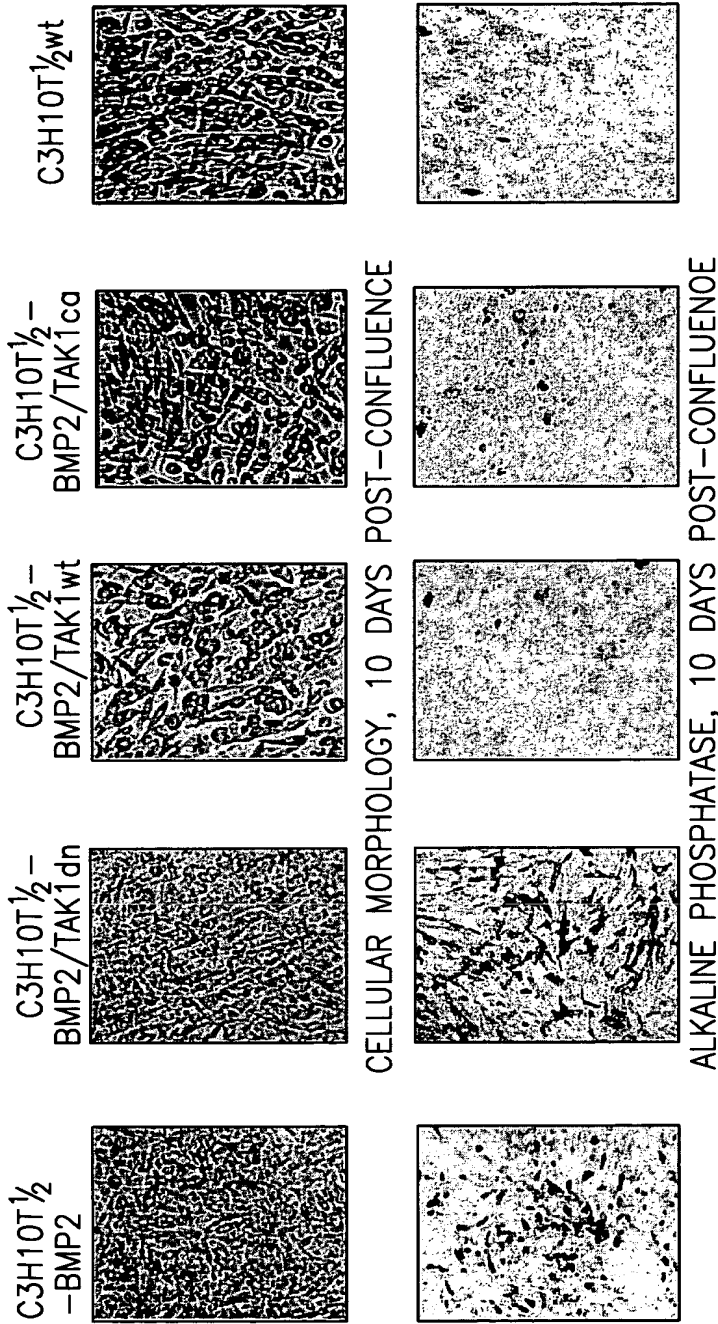 C3H10T½
-BMP2
C3H10T½-
BMP2/TAK1dn
C3H10T½-
BMP2/TAK1wt
C3H10T½-
BMP2/TAK1ca
C3H10T½wt
CELLULAR MORPHOLOGY, 10 DAYS POST-CONFLUENCE
ALKALINE PHOSPHATASE, 10 DAYS POST-CONFLUENOE